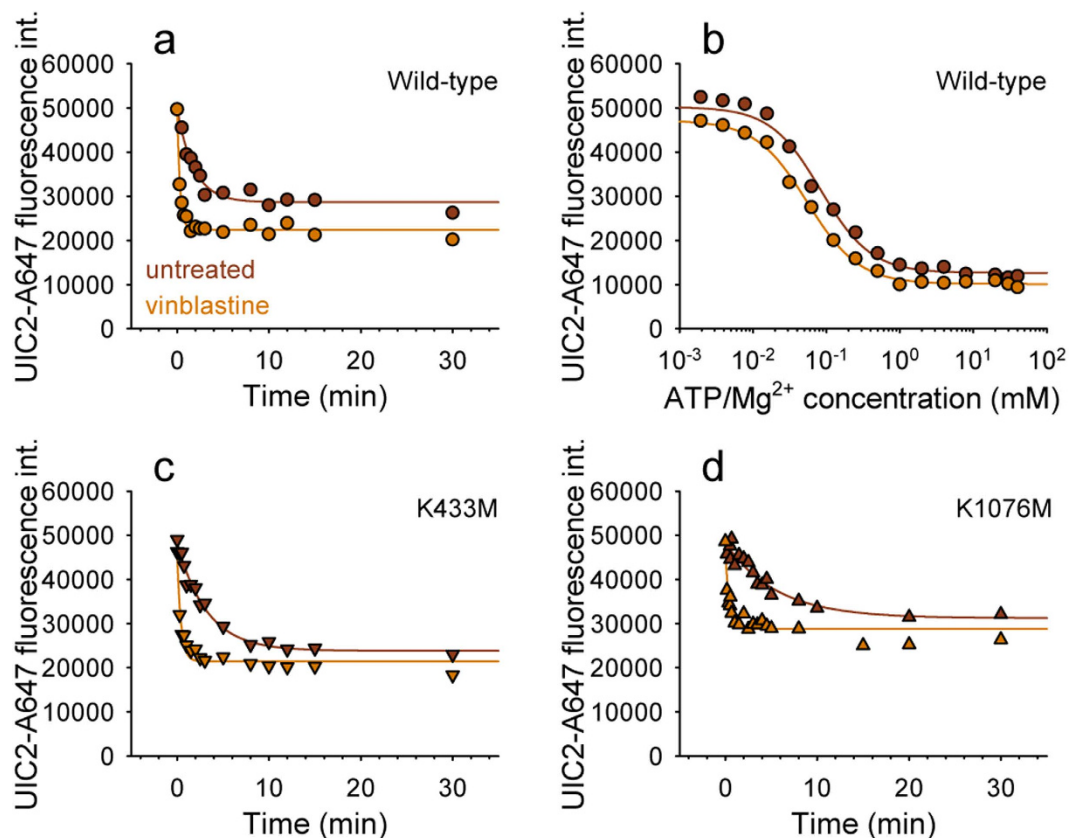 a
UIC2-A647 fluorescence int.
60000
50000
40000
30000
20000
10000
0
Wild-type
untreated
vinblastine
0 10 20 30
Time (min)
b
UIC2-A647 fluorescence int.
60000
50000
40000
30000
20000
10000
0
Wild-type
10⁻³ 10⁻² 10⁻¹ 10⁰ 10¹ 10²
ATP/Mg²⁺ concentration (mM)
c
UIC2-A647 fluorescence int.
60000
50000
40000
30000
20000
10000
0
K433M
0 10 20 30
Time (min)
d
UIC2-A647 fluorescence int.
60000
50000
40000
30000
20000
10000
0
K1076M
0 10 20 30
Time (min)